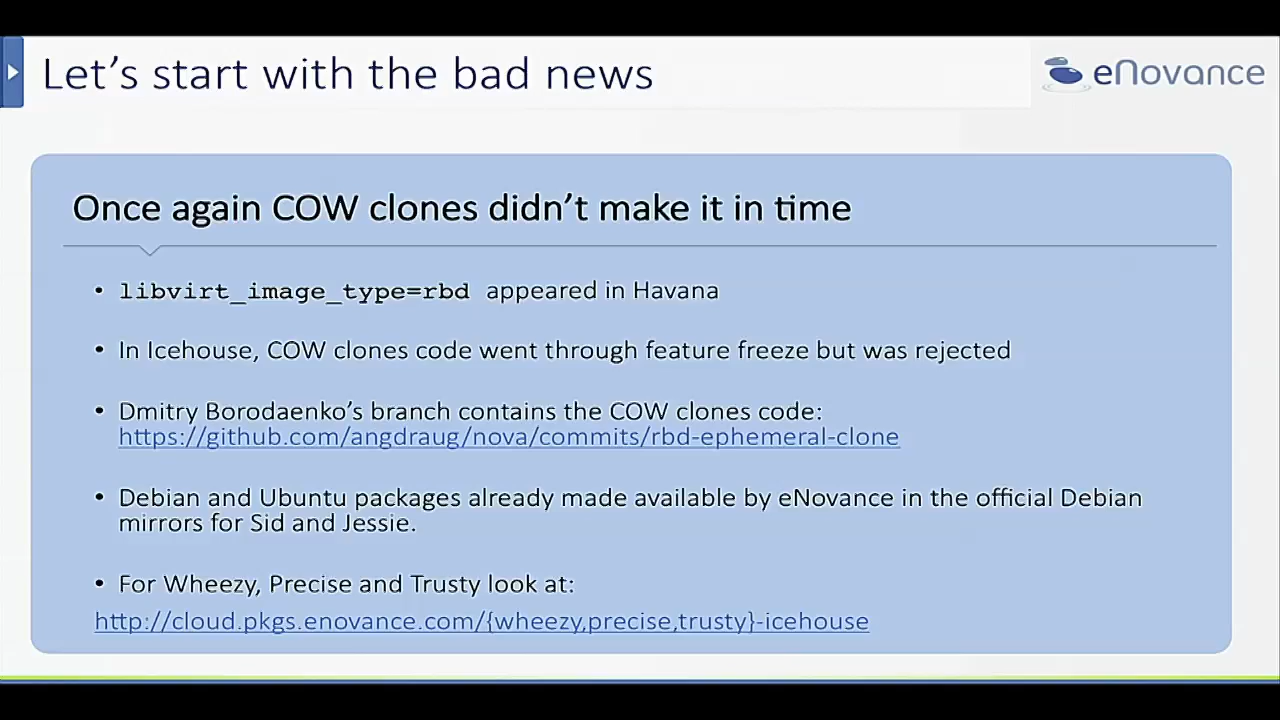 Let's start with the bad news
eNovance
Once again COW clones didn't make it in time
• libvirt_image_type=rbd appeared in Havana
• In Icehouse, COW clones code went through feature freeze but was rejected
• Dmitry Borodaenko's branch contains the COW clones code:
https://github.com/angdraug/nova/commits/rbd-ephemeral-clone
• Debian and Ubuntu packages already made available by eNovance in the official Debian
mirrors for Sid and Jessie.
• For Wheezy, Precise and Trusty look at:
http://cloud.pkgs.enovance.com/{wheezy,precise,trusty}-icehouse